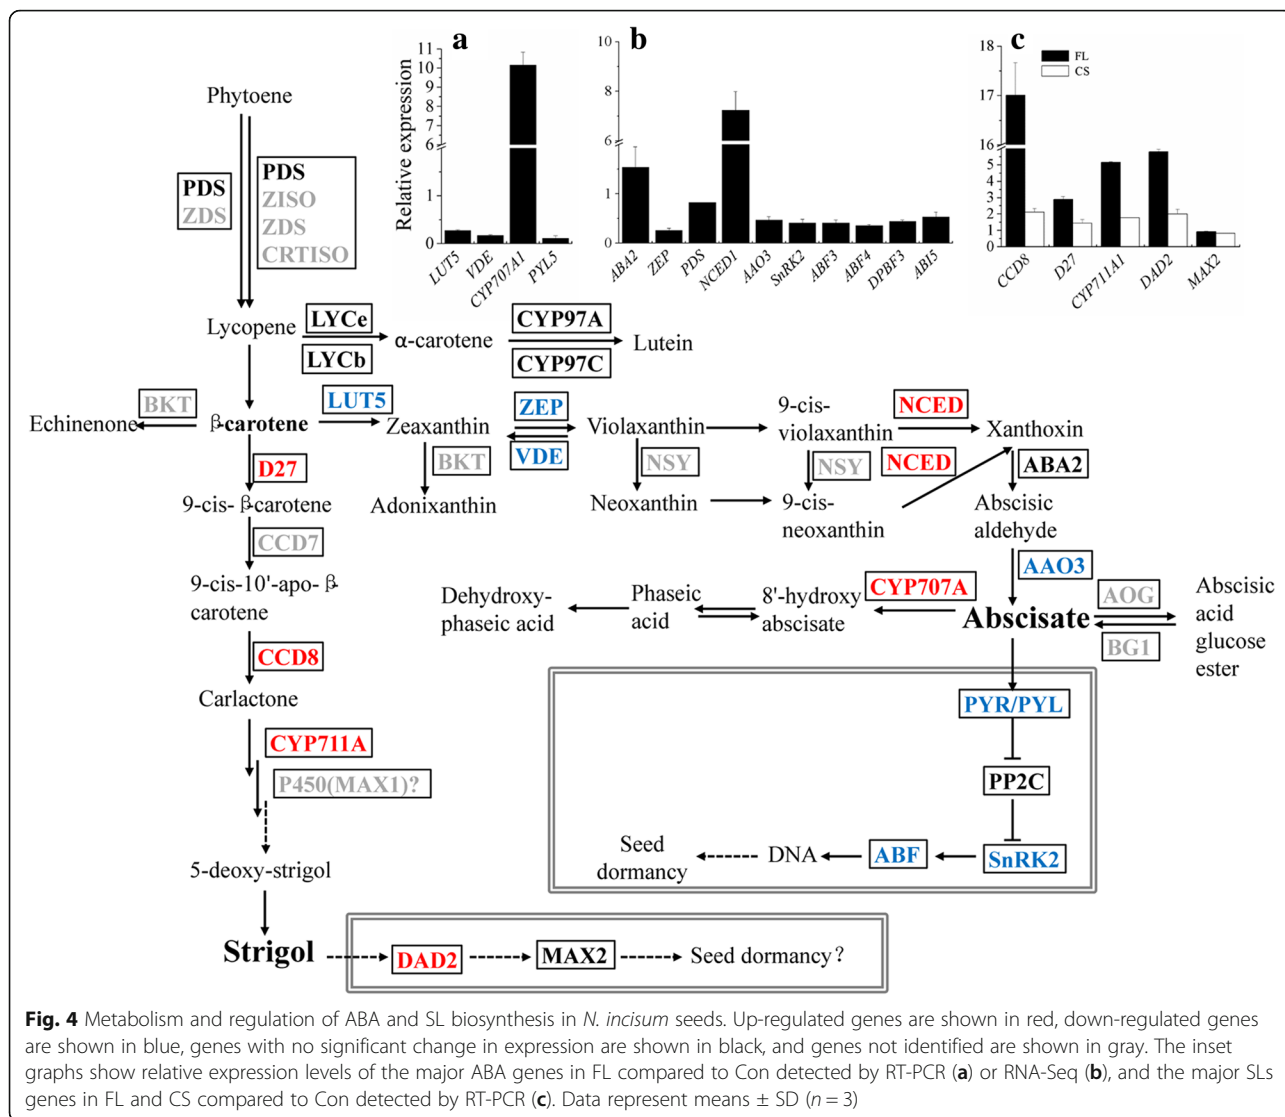 a
b
c
Relative expression
11
10
9
8
7
6
1
0
LUT5
VDE
CYP707A1
PYL5
10
8
6
1
0
ABA2
ZEP
PDS
NCED1
AAO3
SnRK2
ABF3
ABF4
DPBF3
ABI5
18
17
16
5
4
3
2
1
0
FL
CS
CCD8
D27
CYP711A1
DAD2
MAX2
Phytoene
PDS
ZDS
PDS
ZISO
ZDS
CRTISO
Lycopene
LYCe
LYCb
α-carotene
CYP97A
CYP97C
Lutein
Echinenone
BKT
β-carotene
LUT5
Zeaxanthin
ZEP
VDE
Violaxanthin
9-cis-
violaxanthin
NCED
Xanthoxin
D27
BKT
NSY
NSY
NCED
ABA2
9-cis- β-carotene
Adonixanthin
Neoxanthin
9-cis-
neoxanthin
Abscisic
aldehyde
CCD7
AAO3
9-cis-10'-apo- β
carotene
Dehydroxy-
phaseic acid
Phaseic
acid
8'-hydroxy
abscisate
CYP707A
Abscisate
AOG
BG1
Abscisic
acid
glucose
ester
CCD8
Carlactone
PYR/PYL
CYP711A
P450(MAX1)?
PP2C
Seed
dormancy
DNA
ABF
SnRK2
5-deoxy-strigol
Strigol
DAD2
MAX2
Seed dormancy?
Fig. 4 Metabolism and regulation of ABA and SL biosynthesis in N. incisum seeds. Up-regulated genes are shown in red, down-regulated genes
are shown in blue, genes with no significant change in expression are shown in black, and genes not identified are shown in gray. The inset
graphs show relative expression levels of the major ABA genes in FL compared to Con detected by RT-PCR (a) or RNA-Seq (b), and the major SLs
genes in FL and CS compared to Con detected by RT-PCR (c). Data represent means ± SD (n = 3)